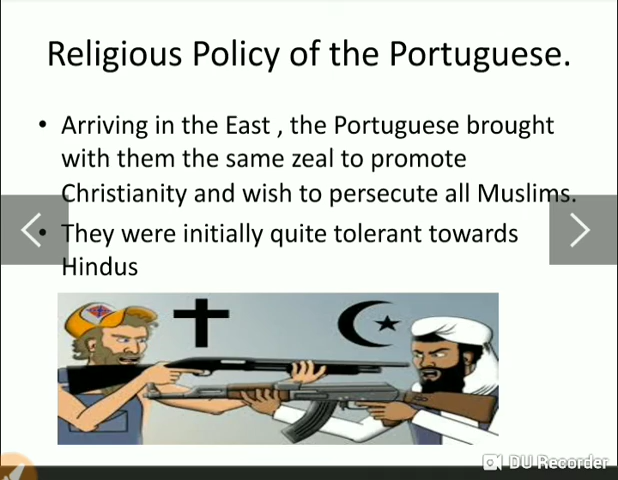 Religious Policy of the Portuguese.
• Arriving in the East , the Portuguese brought
with them the same zeal to promote
Christianity and wish to persecute all Muslims.
• They were initially quite tolerant towards
Hindus
DU Recorder